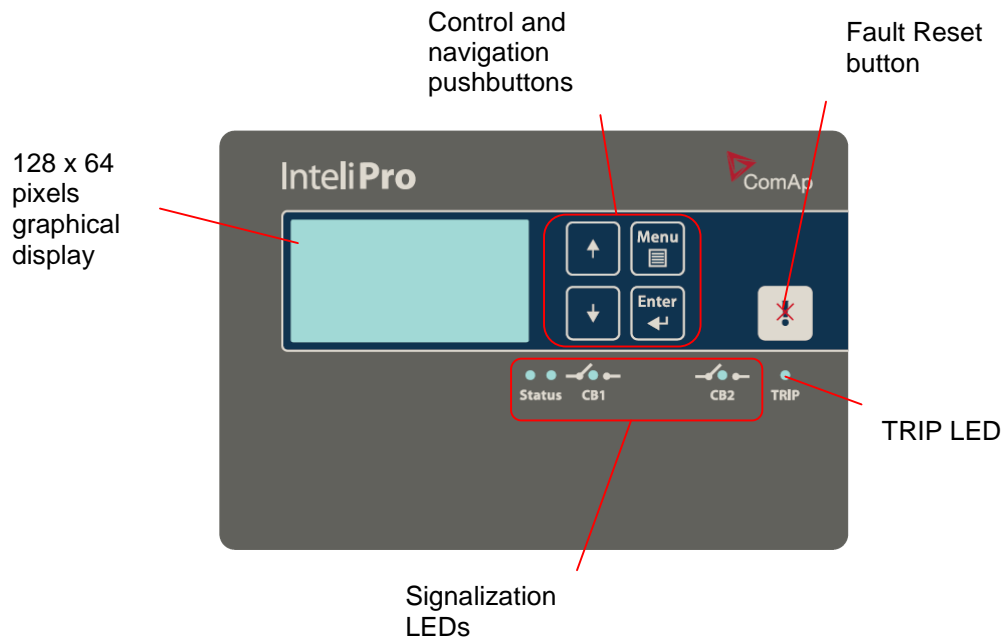 Control and
navigation
pushbuttons
Fault Reset
button
128 x 64
pixels
graphical
display
InteliPro
ComAp
Menu
Enter
Status CB1 CB2 TRIP
TRIP LED
Signalization
LEDs